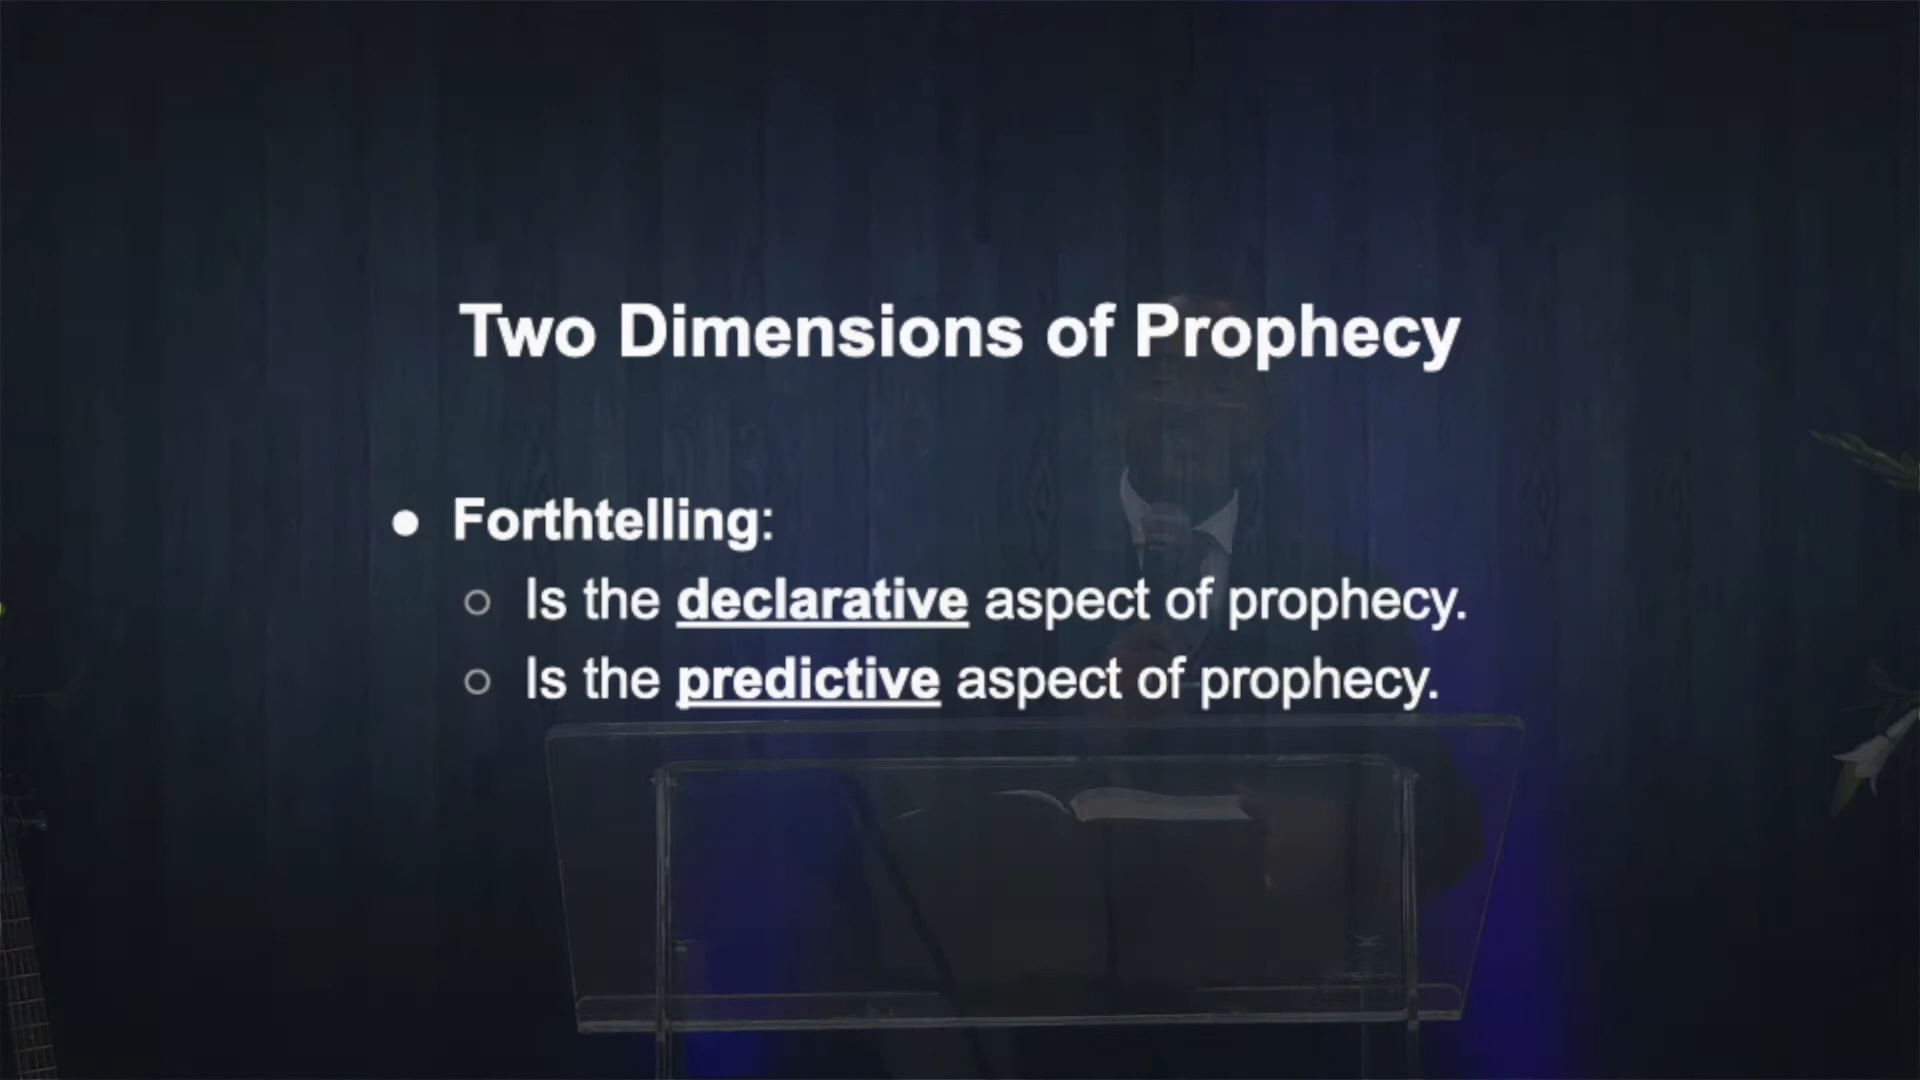 Two Dimensions of Prophecy
● Forthtelling:
○ Is the declarative aspect of prophecy.
○ Is the predictive aspect of prophecy.